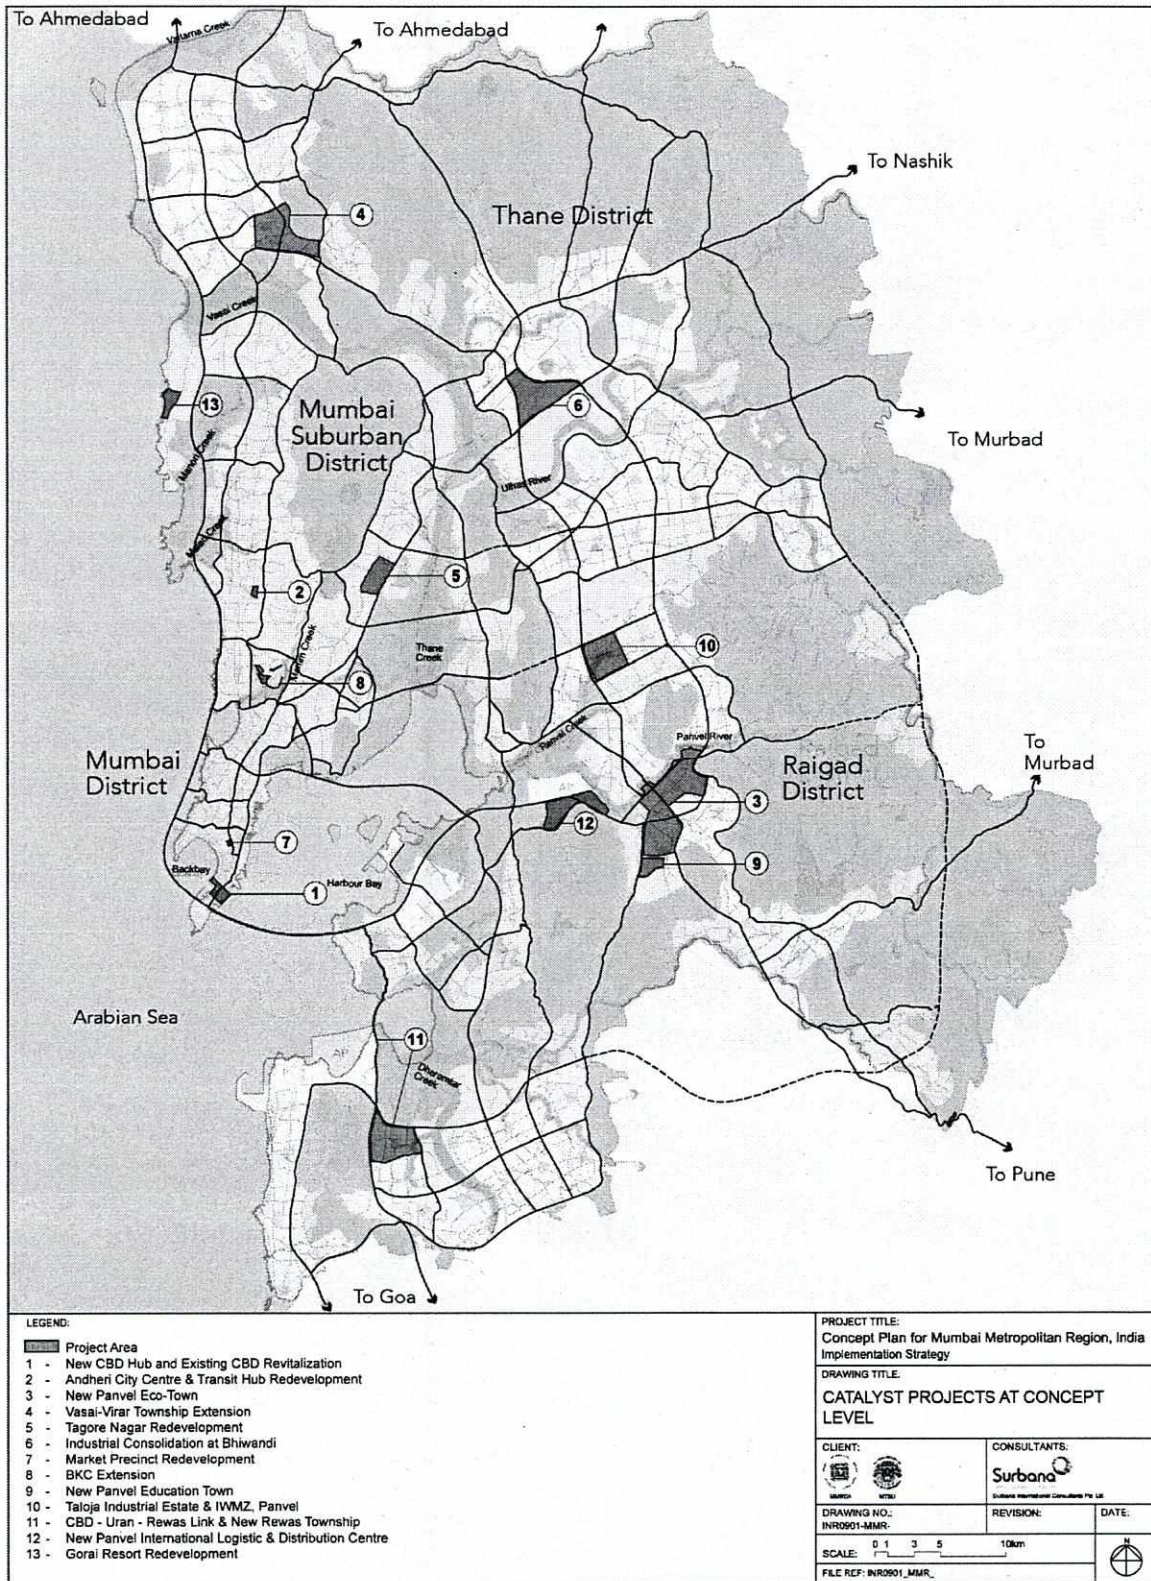 To Ahmedabad
Vaitarna Creek
To Ahmedabad
To Nashik
Thane District
4
Vasai Creek
13
Mumbai
Suburban
District
6
To Murbad
Manori Creek
Ulhas River
Malad Creek
5
2
Mahim Creek
Thane
Creek
10
8
Panvel Creek
Panvel River
Mumbai
District
To
Murbad
Raigad
District
3
12
7
9
Backbay
1
Harbour Bay
Arabian Sea
11
Dharamtar
Creek
To Pune
To Goa
LEGEND:
Project Area
1 - New CBD Hub and Existing CBD Revitalization
2 - Andheri City Centre & Transit Hub Redevelopment
3 - New Panvel Eco-Town
4 - Vasai-Virar Township Extension
5 - Tagore Nagar Redevelopment
6 - Industrial Consolidation at Bhiwandi
7 - Market Precinct Redevelopment
8 - BKC Extension
9 - New Panvel Education Town
10 - Taloja Industrial Estate & IWMZ, Panvel
11 - CBD - Uran - Rewas Link & New Rewas Township
12 - New Panvel International Logistic & Distribution Centre
13 - Gorai Resort Redevelopment
PROJECT TITLE:
Concept Plan for Mumbai Metropolitan Region, India
Implementation Strategy
DRAWING TITLE:
CATALYST PROJECTS AT CONCEPT
LEVEL
CLIENT:
MMRDA
MTSU
CONSULTANTS:
Surbana
Surbana International Consultants Pte Ltd
DRAWING NO.:
INR0901-MMR-
REVISION:
DATE:
SCALE: 0 1 3 5 10km
N
FILE REF: INR0901_MMR_